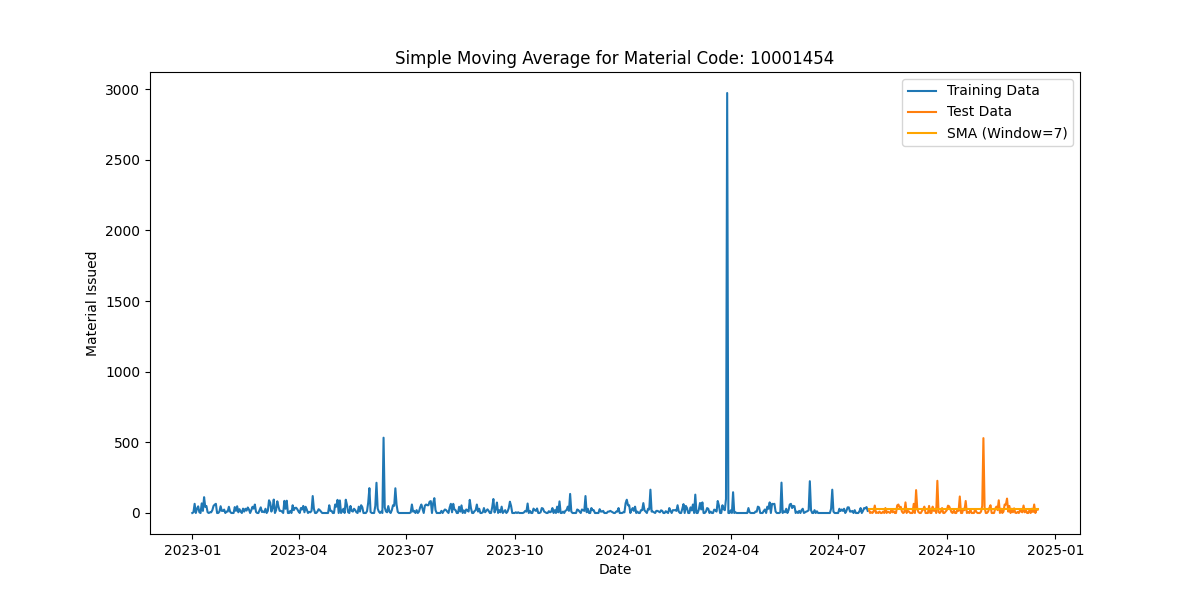 Simple Moving Average for Material Code: 10001454
Training Data
Test Data
SMA (Window=7)
Material Issued
3000
2500
2000
1500
1000
500
0
2023-01
2023-04
2023-07
2023-10
2024-01
2024-04
2024-07
2024-10
2025-01
Date